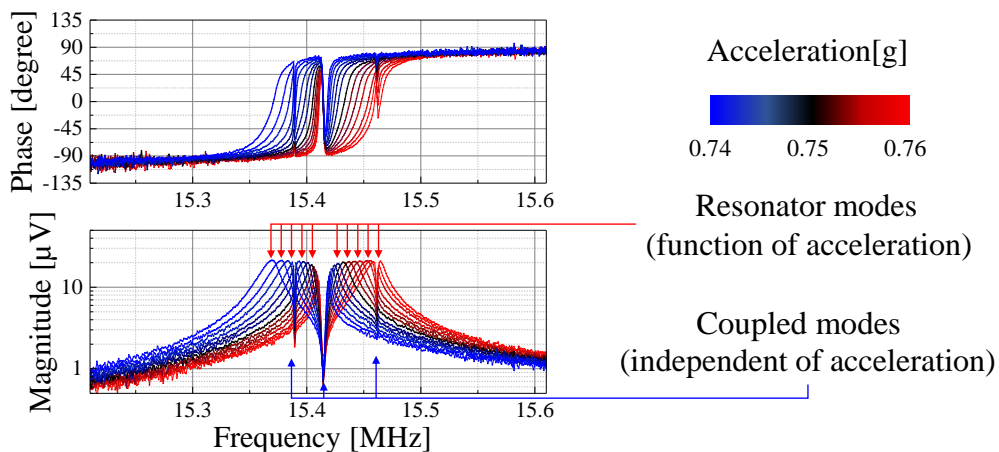 135
90
45
0
-45
-90
-135
Phase [degree]
15.3 15.4 15.5 15.6
Acceleration[g]
0.74 0.75 0.76
Resonator modes
(function of acceleration)
Magnitude [μV]
10
1
Coupled modes
(independent of acceleration)
15.3 15.4 15.5 15.6
Frequency [MHz]